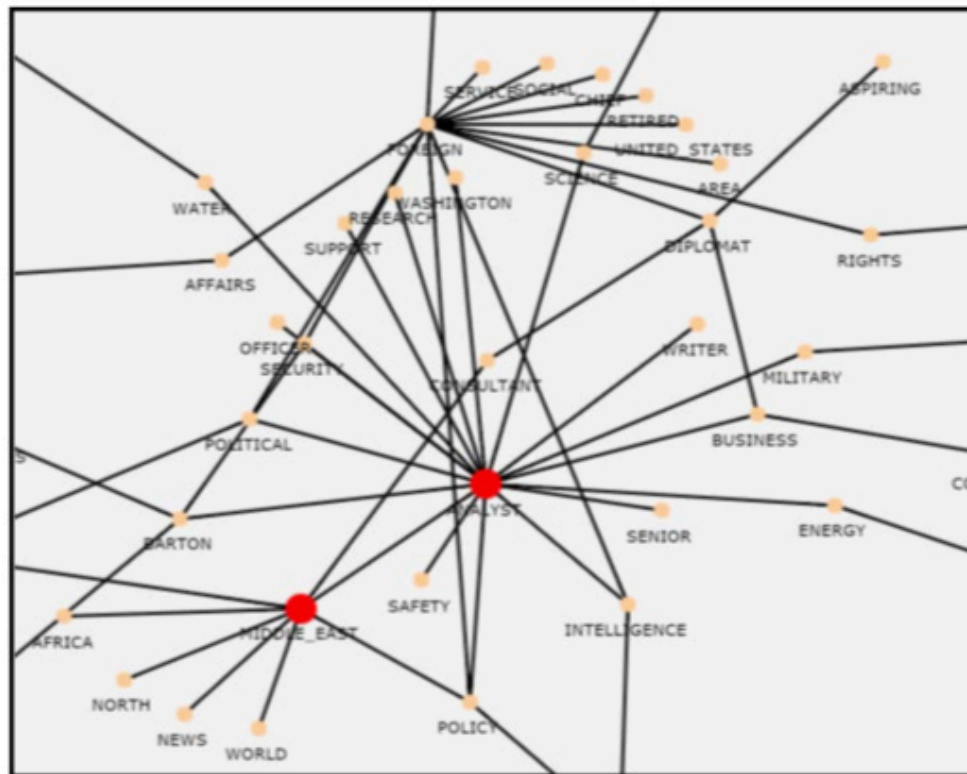 SERVICE
SOCIAL
CHIEF
ASPIRING
RETIRED
FOREIGN
UNITED_STATES
SCIENCE
AREA
WATER
WASHINGTON
RESEARCH
SUPPORT
DIPLOMAT
RIGHTS
AFFAIRS
OFFICER
SECURITY
WRITER
MILITARY
CONSULTANT
POLITICAL
BUSINESS
S
CO
ANALYST
SENIOR
ENERGY
BARTON
SAFETY
INTELLIGENCE
AFRICA
MIDDLE_EAST
NORTH
POLICY
NEWS
WORLD